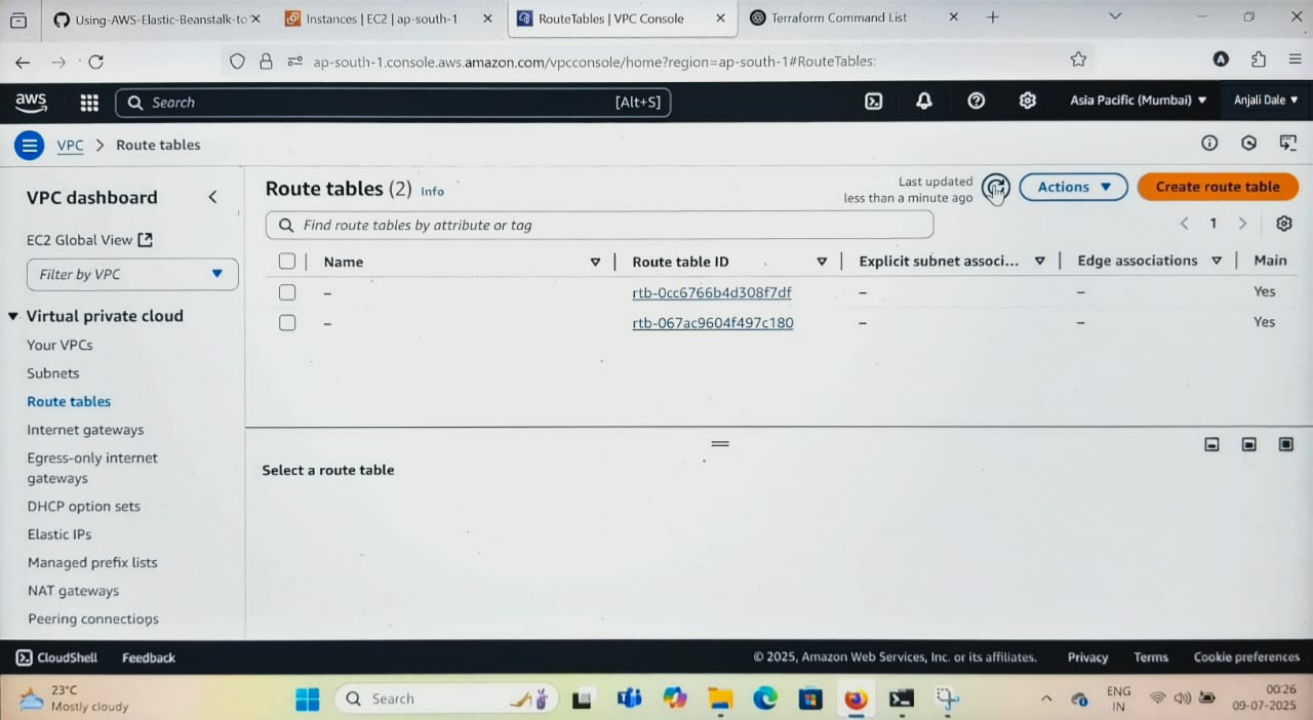 Using-AWS-Elastic-Beanstalk-to
Instances | EC2 | ap-south-1
RouteTables | VPC Console
Terraform Command List
ap-south-1.console.aws.amazon.com/vpcconsole/home?region=ap-south-1#RouteTables:
aws
Search
[Alt+S]
Asia Pacific (Mumbai)
Anjali Dale
VPC > Route tables
VPC dashboard
EC2 Global View
Filter by VPC
Virtual private cloud
Your VPCs
Subnets
Route tables
Internet gateways
Egress-only internet
gateways
DHCP option sets
Elastic IPs
Managed prefix lists
NAT gateways
Peering connections
Route tables (2) Info
Last updated
less than a minute ago
Actions
Create route table
Find route tables by attribute or tag
1
Name Route table ID Explicit subnet associ... Edge associations Main
– rtb-0cc6766b4d308f7df – – Yes
– rtb-067ac9604f497c180 – – Yes
Select a route table
CloudShell Feedback © 2025, Amazon Web Services, Inc. or its affiliates. Privacy Terms Cookie preferences
23°C
Mostly cloudy
Search
ENG
IN
00:26
09-07-2025